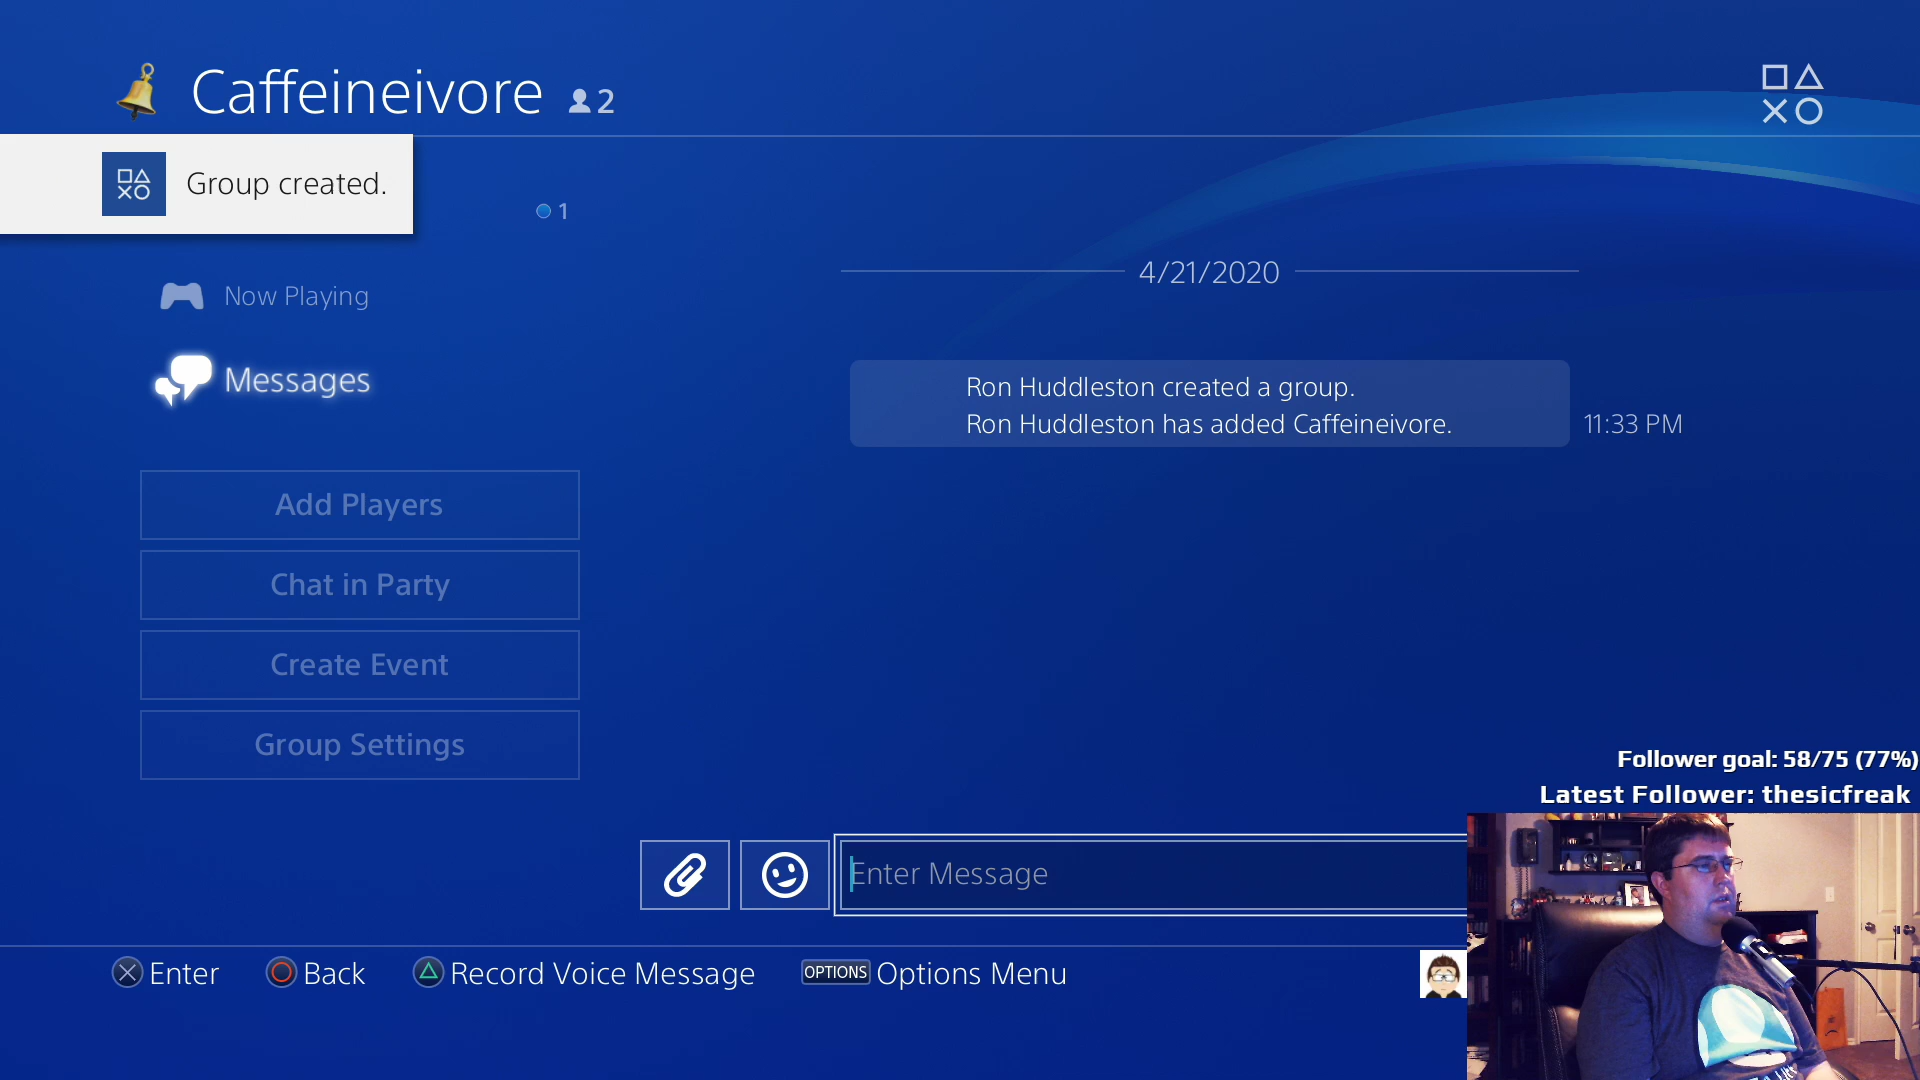 Caffeineivore 2
Group created.
1
Now Playing
Messages
Add Players
Chat in Party
Create Event
Group Settings
4/21/2020
Ron Huddleston created a group.
Ron Huddleston has added Caffeineivore.
11:33 PM
Enter Message
Follower goal: 58/75 (77%)
Latest Follower: thesicfreak
Enter
Back
Record Voice Message
OPTIONS Options Menu